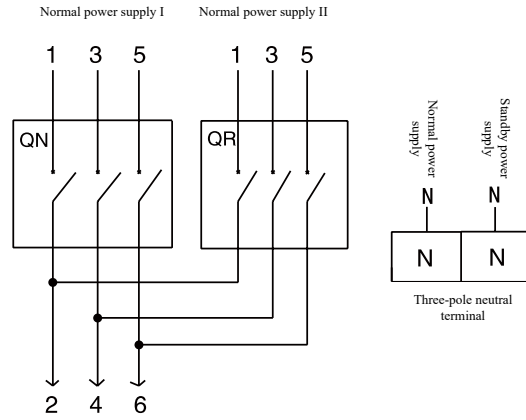 Normal power supply I
Normal power supply II
1 3 5
1 3 5
QN
QR
2 4 6
Normal power
supply
Standby power
supply
N
N
N
N
Three-pole neutral
terminal